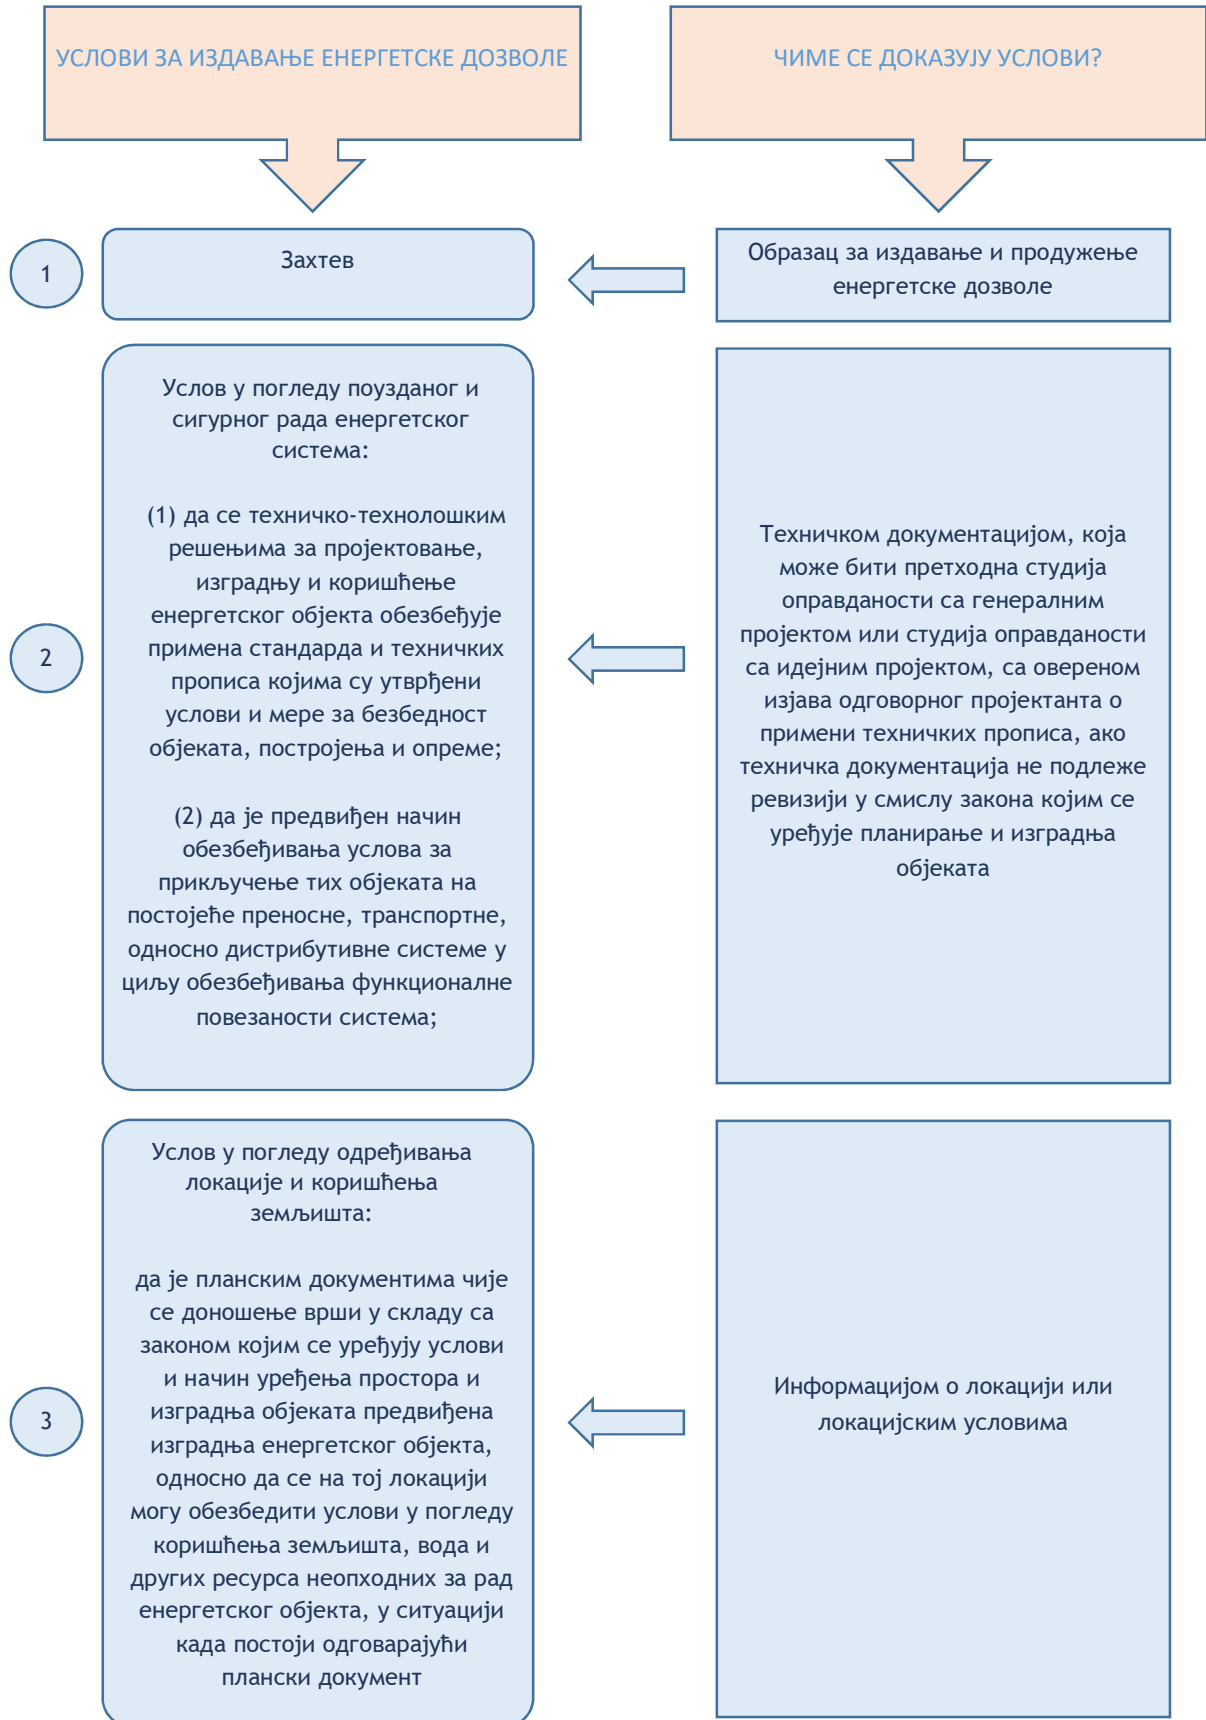 УСЛОВИ ЗА ИЗДАВАЊЕ ЕНЕРГЕТСКЕ ДОЗВОЛЕ
ЧИМЕ СЕ ДОКАЗУЈУ УСЛОВИ?
1
Захтев
Образац за издавање и продужење
енергетске дозволе
2
Услов у погледу поузданог и
сигурног рада енергетског
система:
(1) да се техничко-технолошким
решењима за пројектовање,
изградњу и коришћење
енергетског објекта обезбеђује
примена стандарда и техничких
прописа којима су утврђени
услови и мере за безбедност
објеката, постројења и опреме;
(2) да је предвиђен начин
обезбеђивања услова за
прикључење тих објеката на
постојеће преносне, транспортне,
односно дистрибутивне системе у
циљу обезбеђивања функционалне
повезаности система;
Техничком документацијом, која
може бити претходна студија
оправданости са генералним
пројектом или студија оправданости
са идејним пројектом, са овереном
изјава одговорног пројектанта о
примени техничких прописа, ако
техничка документација не подлеже
ревизији у смислу закона којим се
уређује планирање и изградња
објеката
3
Услов у погледу одређивања
локације и коришћења
земљишта:
да је планским документима чије
се доношење врши у складу са
законом којим се уређују услови
и начин уређења простора и
изградња објеката предвиђена
изградња енергетског објекта,
односно да се на тој локацији
могу обезбедити услови у погледу
коришћења земљишта, вода и
других ресурса неопходних за рад
енергетског објекта, у ситуацији
када постоји одговарајући
плански документ
Информацијом о локацији или
локацијским условима